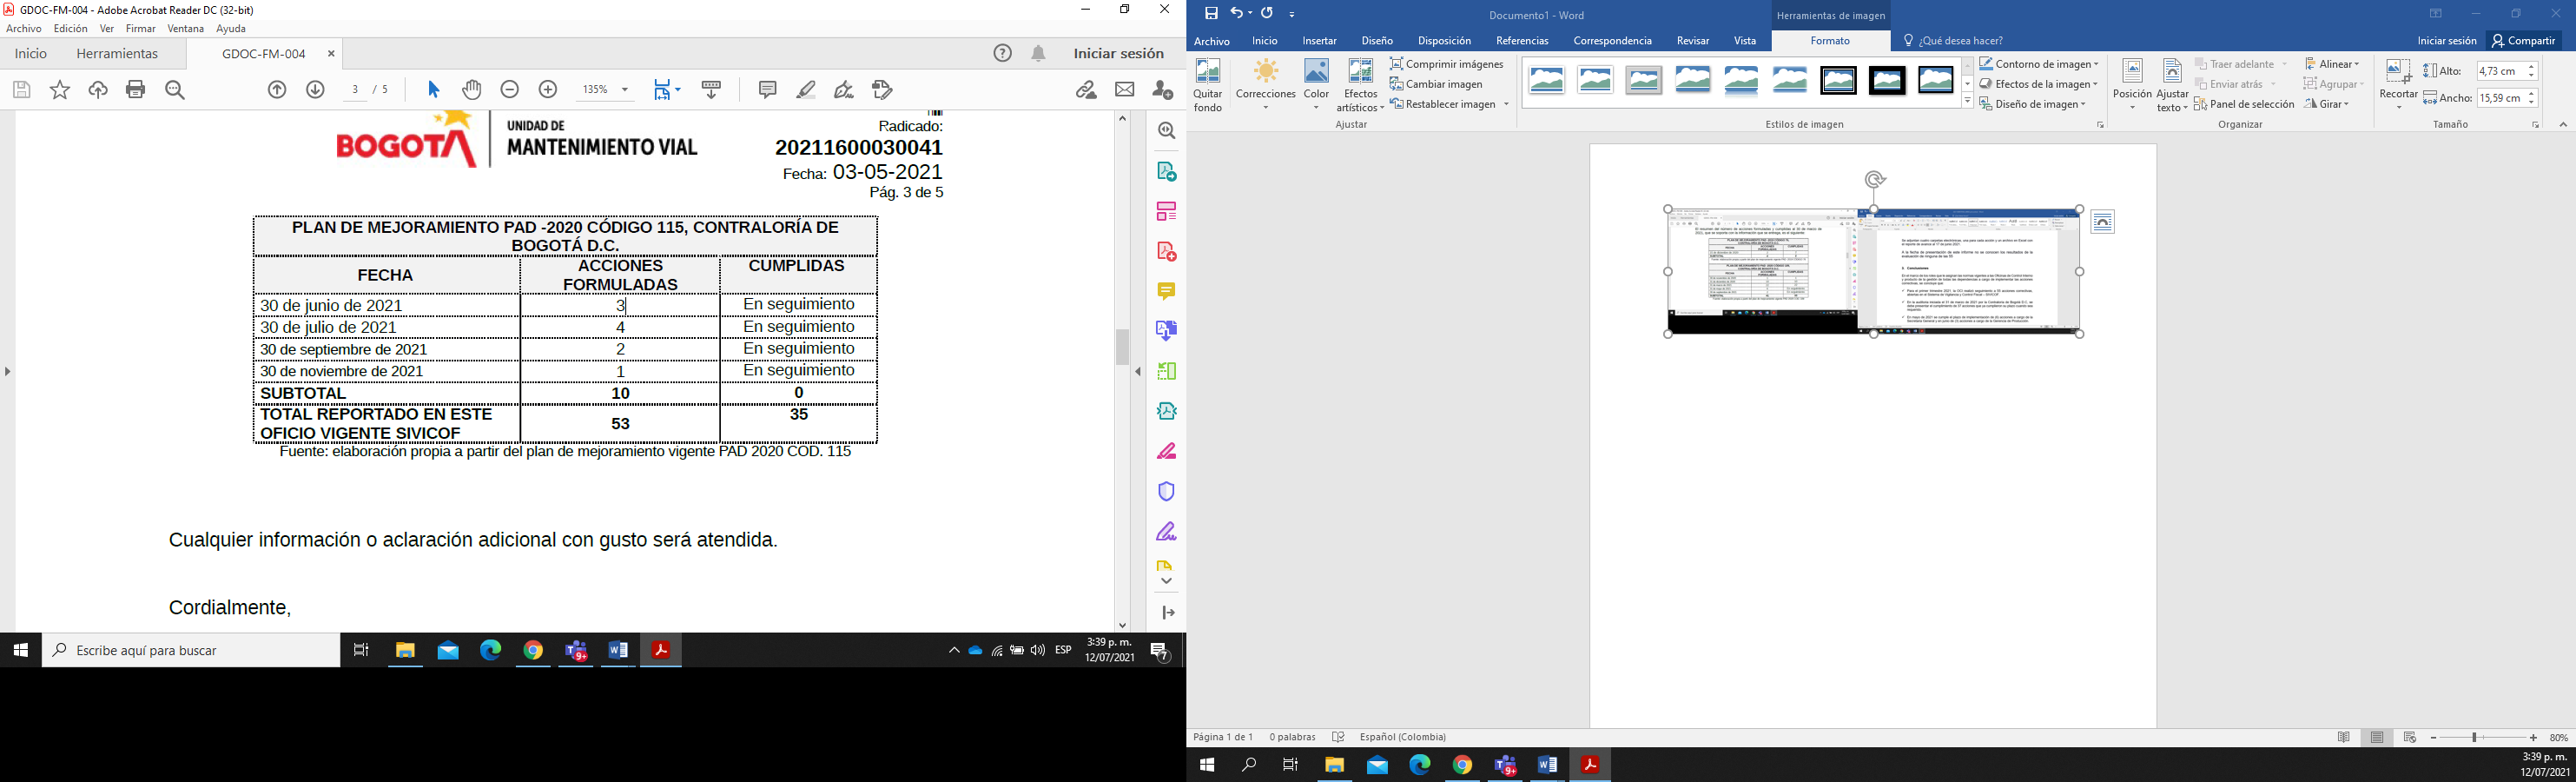 GDOC-FM-004 - Adobe Acrobat Reader DC (32-bit)
Archivo Edición Ver Firmar Ventana Ayuda
Inicio Herramientas GDOC-FM-004 × Iniciar sesión
3 / 5 135%
BOGOTÁ UNIDAD DE MANTENIMIENTO VIAL
Radicado:
20211600030041
Fecha: 03-05-2021
Pág. 3 de 5
PLAN DE MEJORAMIENTO PAD -2020 CÓDIGO 115, CONTRALORÍA DE
BOGOTÁ D.C.
FECHA ACCIONES FORMULADAS CUMPLIDAS
30 de junio de 2021 3 En seguimiento
30 de julio de 2021 4 En seguimiento
30 de septiembre de 2021 2 En seguimiento
30 de noviembre de 2021 1 En seguimiento
SUBTOTAL 10 0
TOTAL REPORTADO EN ESTE OFICIO VIGENTE SIVICOF 53 35
Fuente: elaboración propia a partir del plan de mejoramiento vigente PAD 2020 COD. 115
Cualquier información o aclaración adicional con gusto será atendida.
Cordialmente,
Escribe aquí para buscar
9+
ESP
3:39 p. m.
12/07/2021
7
Documento1 - Word Herramientas de imagen
Archivo Inicio Insertar Diseño Disposición Referencias Correspondencia Revisar Vista Formato ¿Qué desea hacer? Iniciar sesión Compartir
Quitar fondo
Correcciones
Color
Efectos artísticos
Comprimir imágenes
Cambiar imagen
Restablecer imagen
Ajustar
Estilos de imagen
Contorno de imagen
Efectos de la imagen
Diseño de imagen
Posición
Ajustar texto
Traer adelante
Enviar atrás
Panel de selección
Alinear
Agrupar
Girar
Organizar
Recortar
Alto: 4,73 cm
Ancho: 15,59 cm
Tamaño
Página 1 de 1 0 palabras Español (Colombia) 80%
9+
3:39 p. m.
12/07/2021